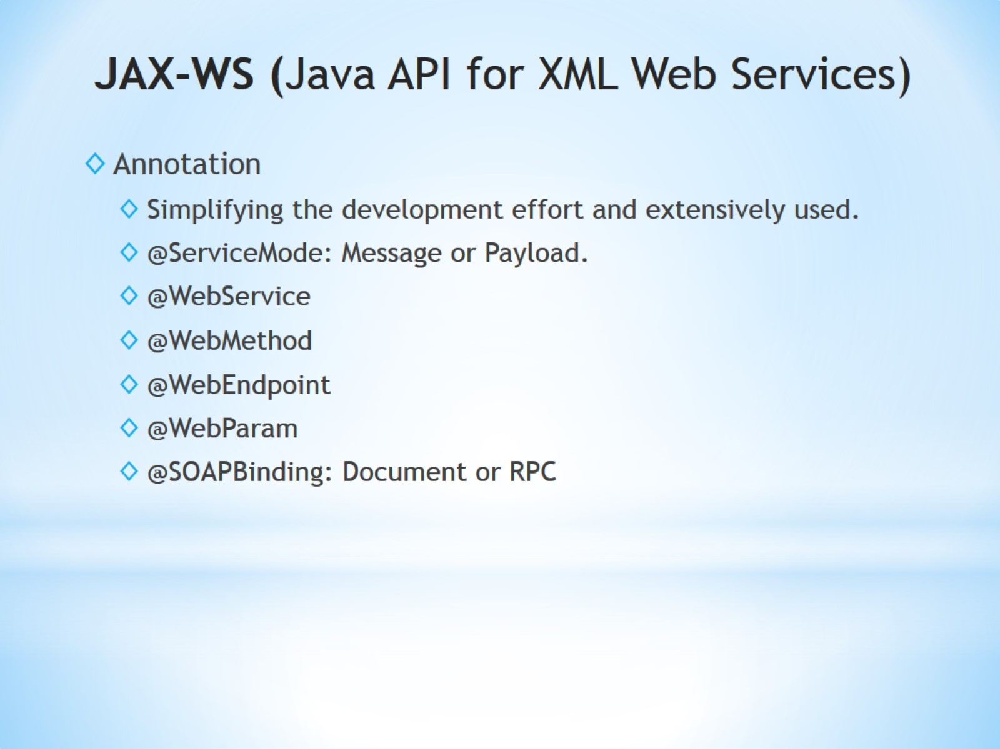 JAX-WS (Java API for XML Web Services)
Annotation
Simplifying the development effort and extensively used.
@ServiceMode: Message or Payload.
@WebService
@WebMethod
@WebEndpoint
@WebParam
@SOAPBinding: Document or RPC